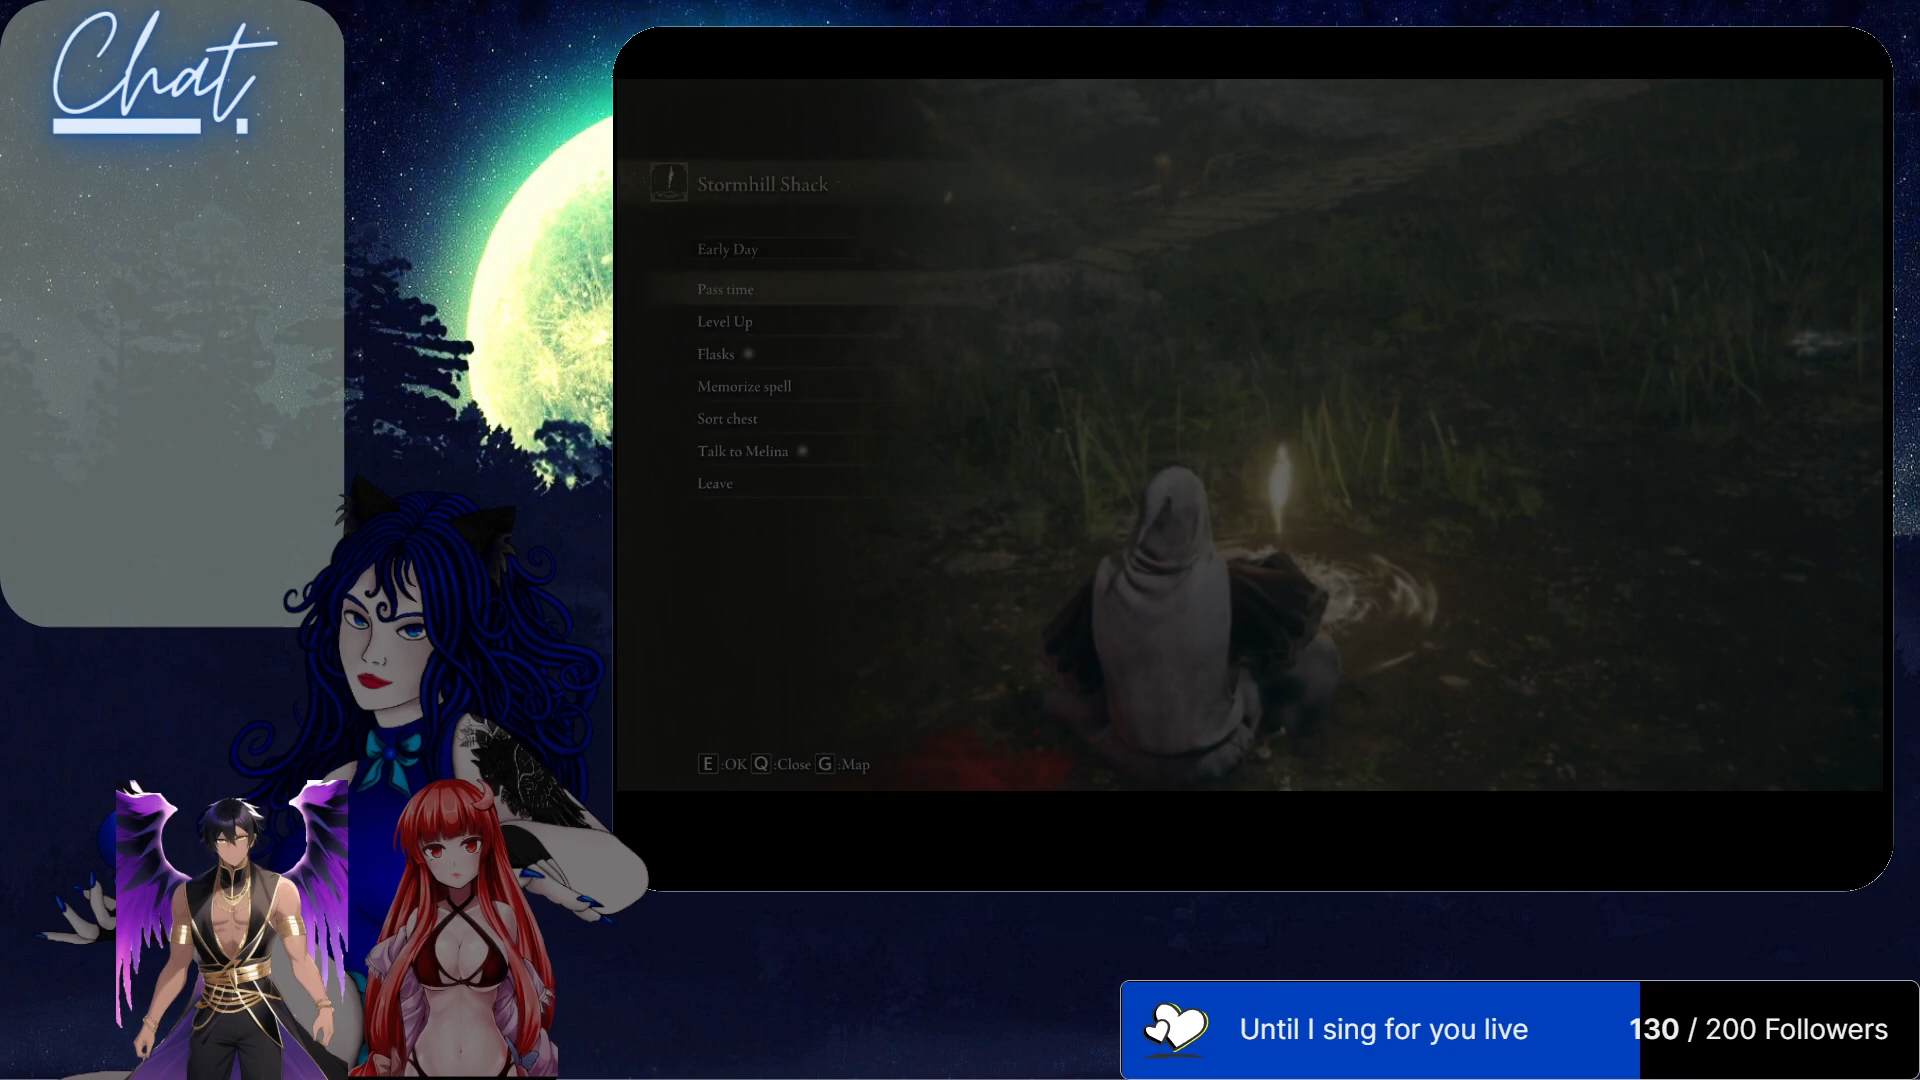 Chat
Stormhill Shack
Early Day
Pass time
Level Up
Flasks
Memorize spell
Sort chest
Talk to Melina
Leave
E :OK Q :Close G :Map
Until I sing for you live 130 / 200 Followers